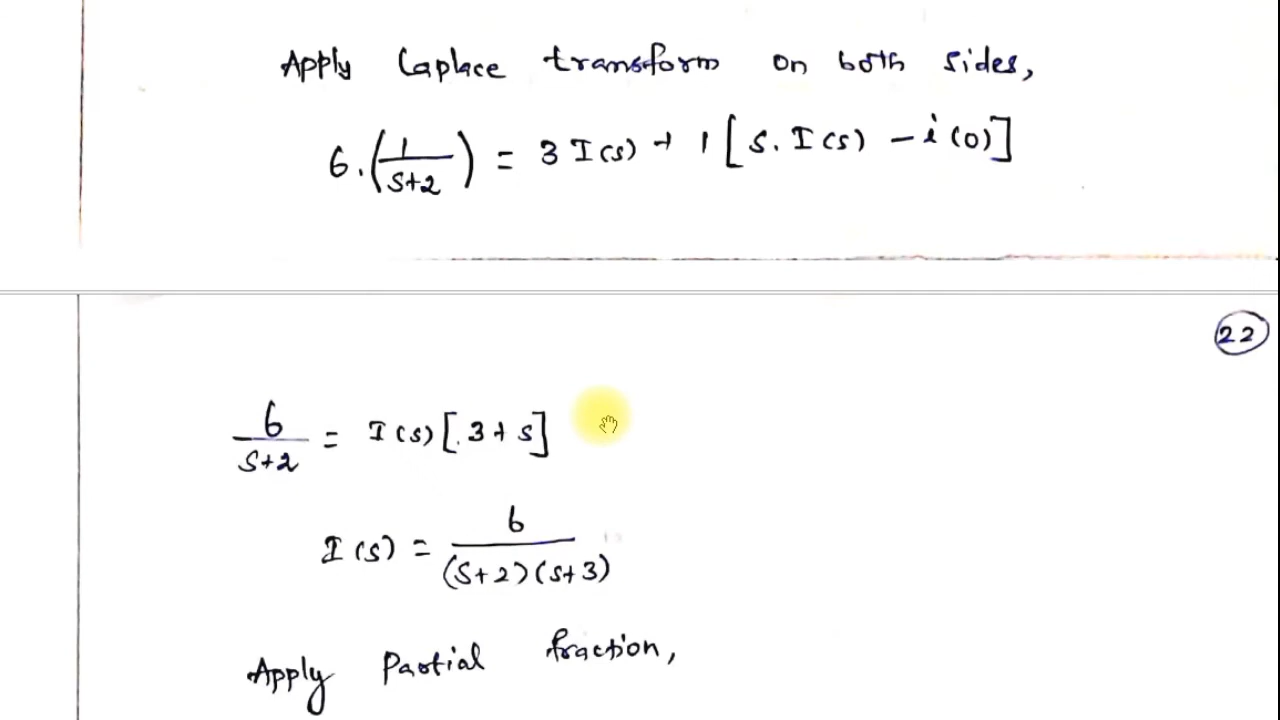 Apply Laplace transform on both sides,
6.(1/(S+2)) = 3 I(s) + 1[S. I(s) - i(0)]
22
6/(S+2) = I(s)[3+s]
I(s) = 6/((S+2)(S+3))
Apply Partial fraction,